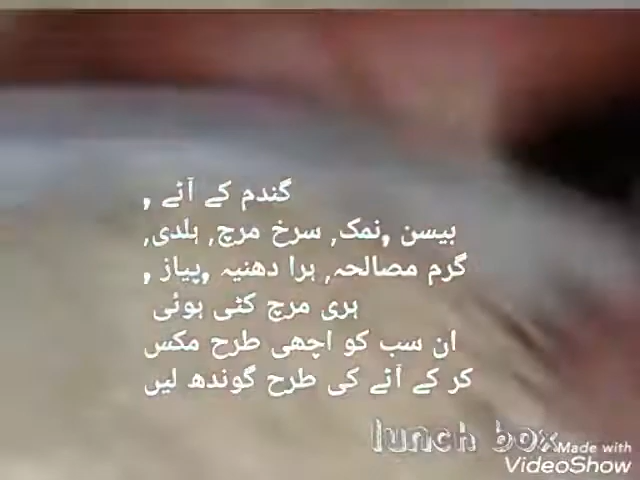 گندم کے آٹے ,
بیسن ,نمک, سرخ مرچ, ہلدی,
گرم مصالحہ, ہرا دھنیہ ,پیاز ,
ہری مرچ کٹی ہوئی
ان سب کو اچھی طرح مکس
کر کے آٹے کی طرح گوندھ لیں
lunch box
Made with
VideoShow